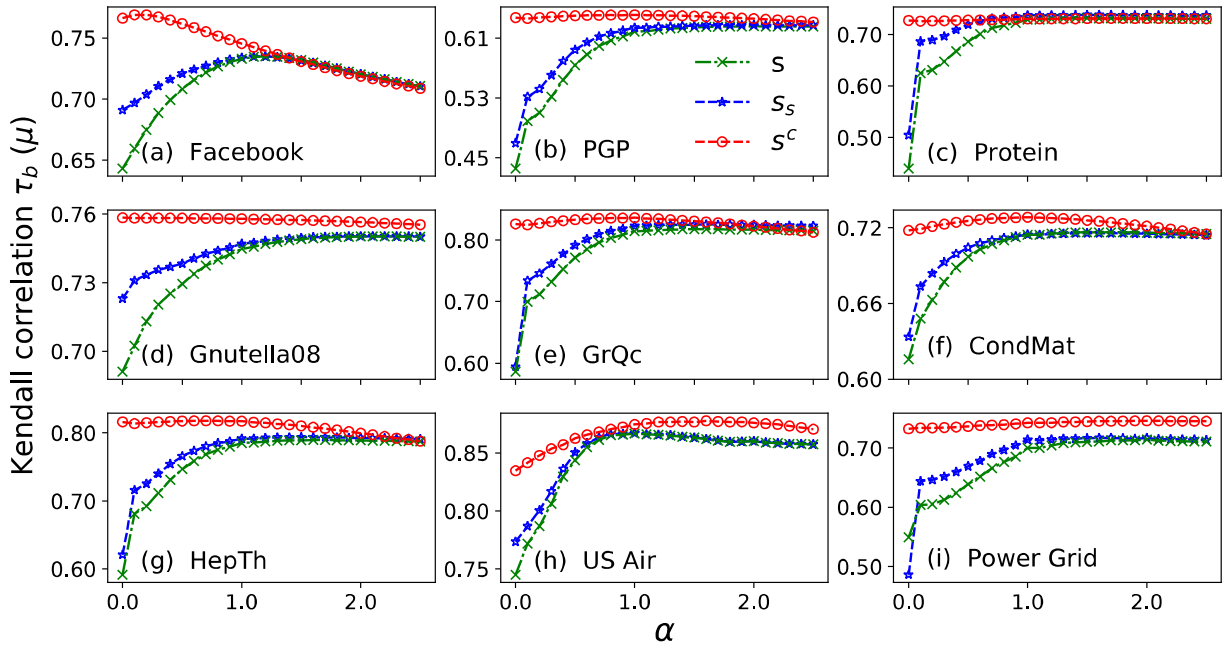 Kendall correlation τ_b (μ)
0.75
0.70
0.65
(a) Facebook
0.61
0.53
0.45
(b) PGP
s
s_s
s^c
0.70
0.50
(c) Protein
0.76
0.73
0.70
(d) Gnutella08
0.80
0.70
0.60
(e) GrQc
0.72
0.66
0.60
(f) CondMat
0.80
0.70
0.60
(g) HepTh
0.0 1.0 2.0
0.85
0.80
0.75
(h) US Air
0.0 1.0 2.0
0.70
0.60
0.50
(i) Power Grid
0.0 1.0 2.0
α